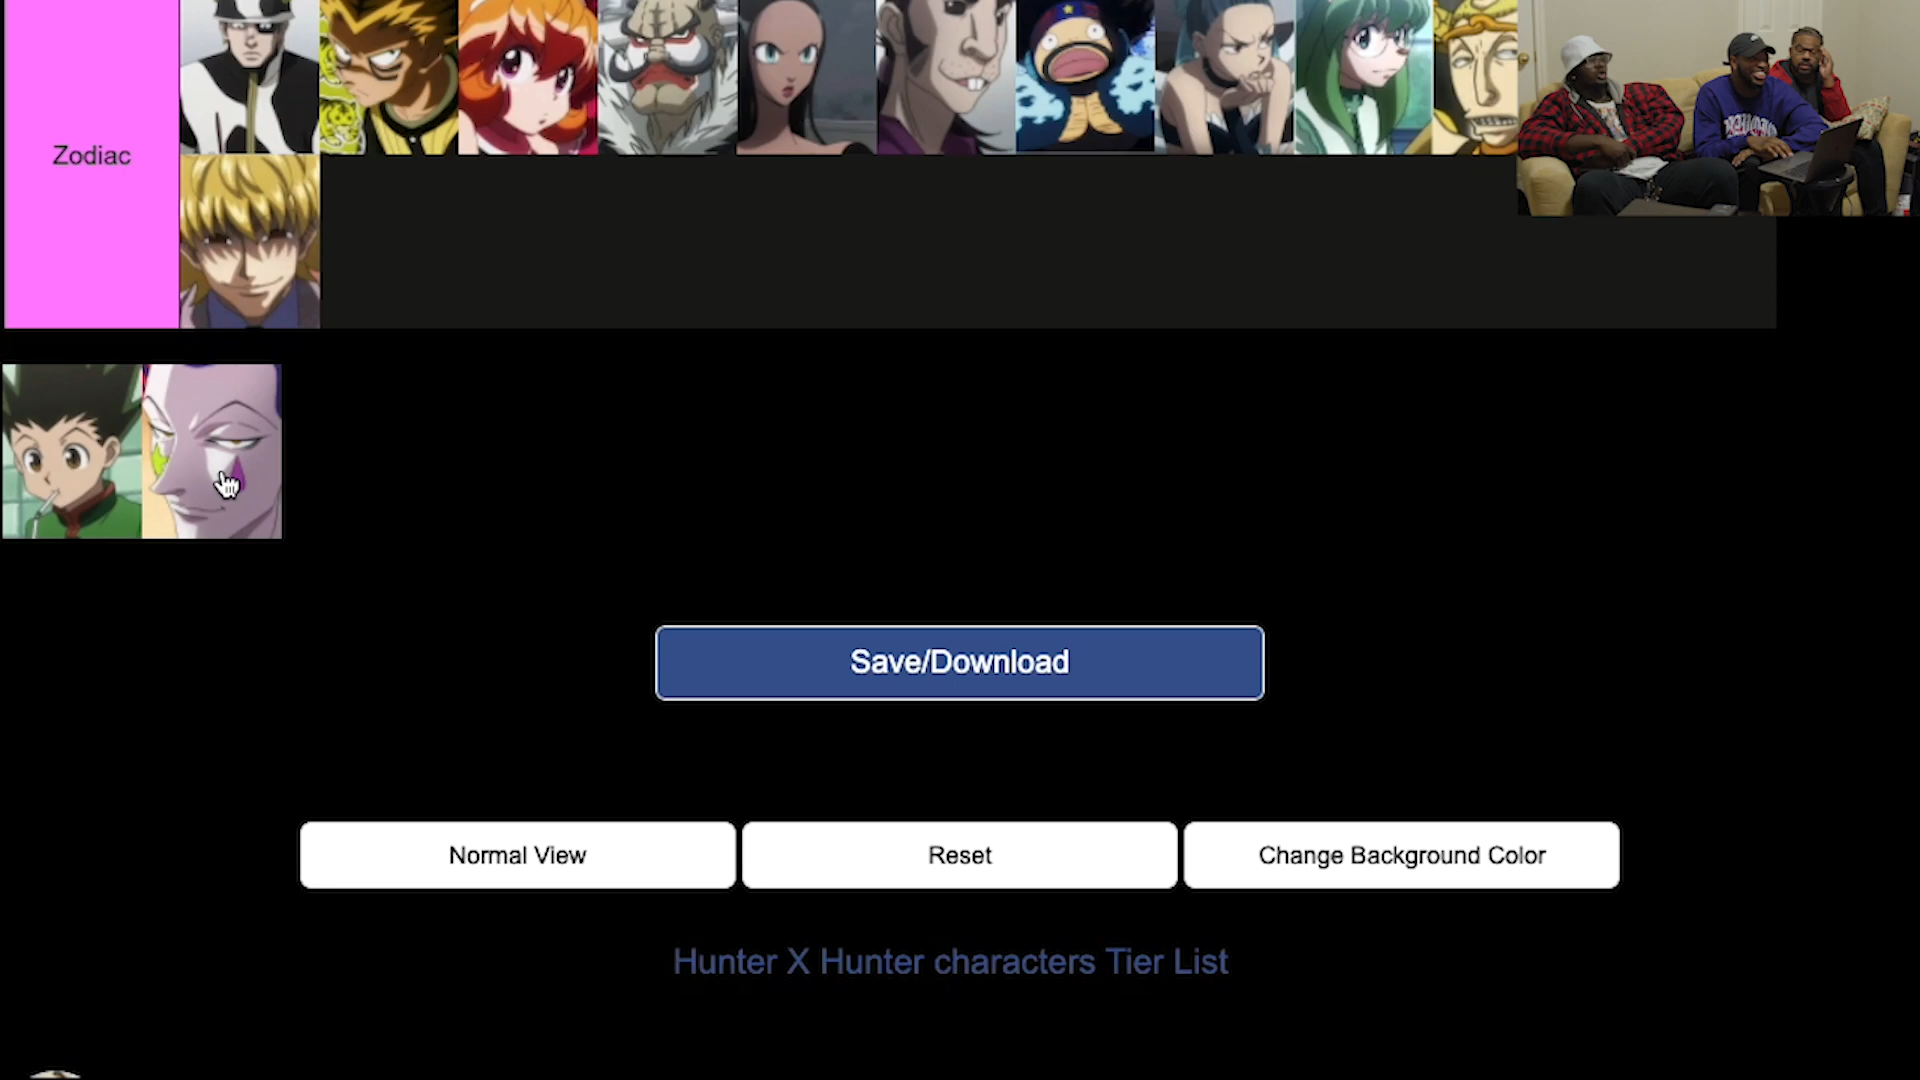 Zodiac
Save/Download
Normal View
Reset
Change Background Color
Hunter X Hunter characters Tier List